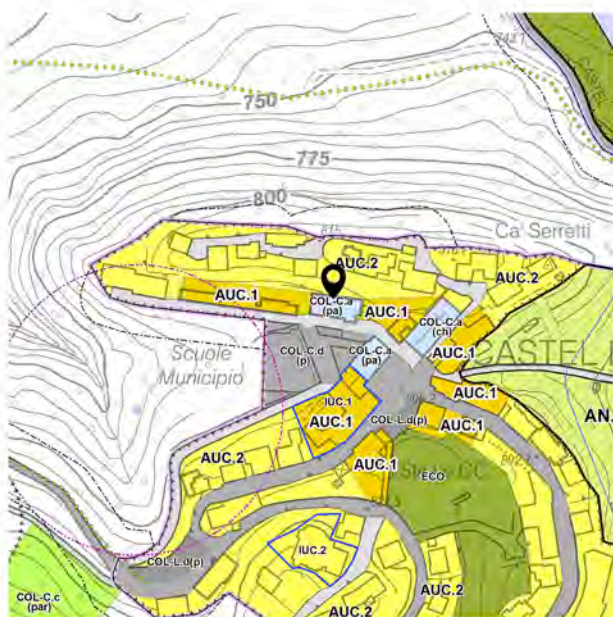 750
775
800
Ca' Serretti
AUC.2
AUC.2
AUC.1
COL-C.a
(pa)
AUC.1
COL-C.a
(ch)
AUC.1
CASTEL
Scuole
Municipio
COL-C.d
(p)
COL-C.a
(pa)
IUC.1
AUC.1
AUC.1
AUC.1
AN.
COL-L.d(p)
AUC.2
AUC.1
ECO
COL-L.d(p)
IUC.2
COL-C.c
(par)
AUC.2
AUC.2